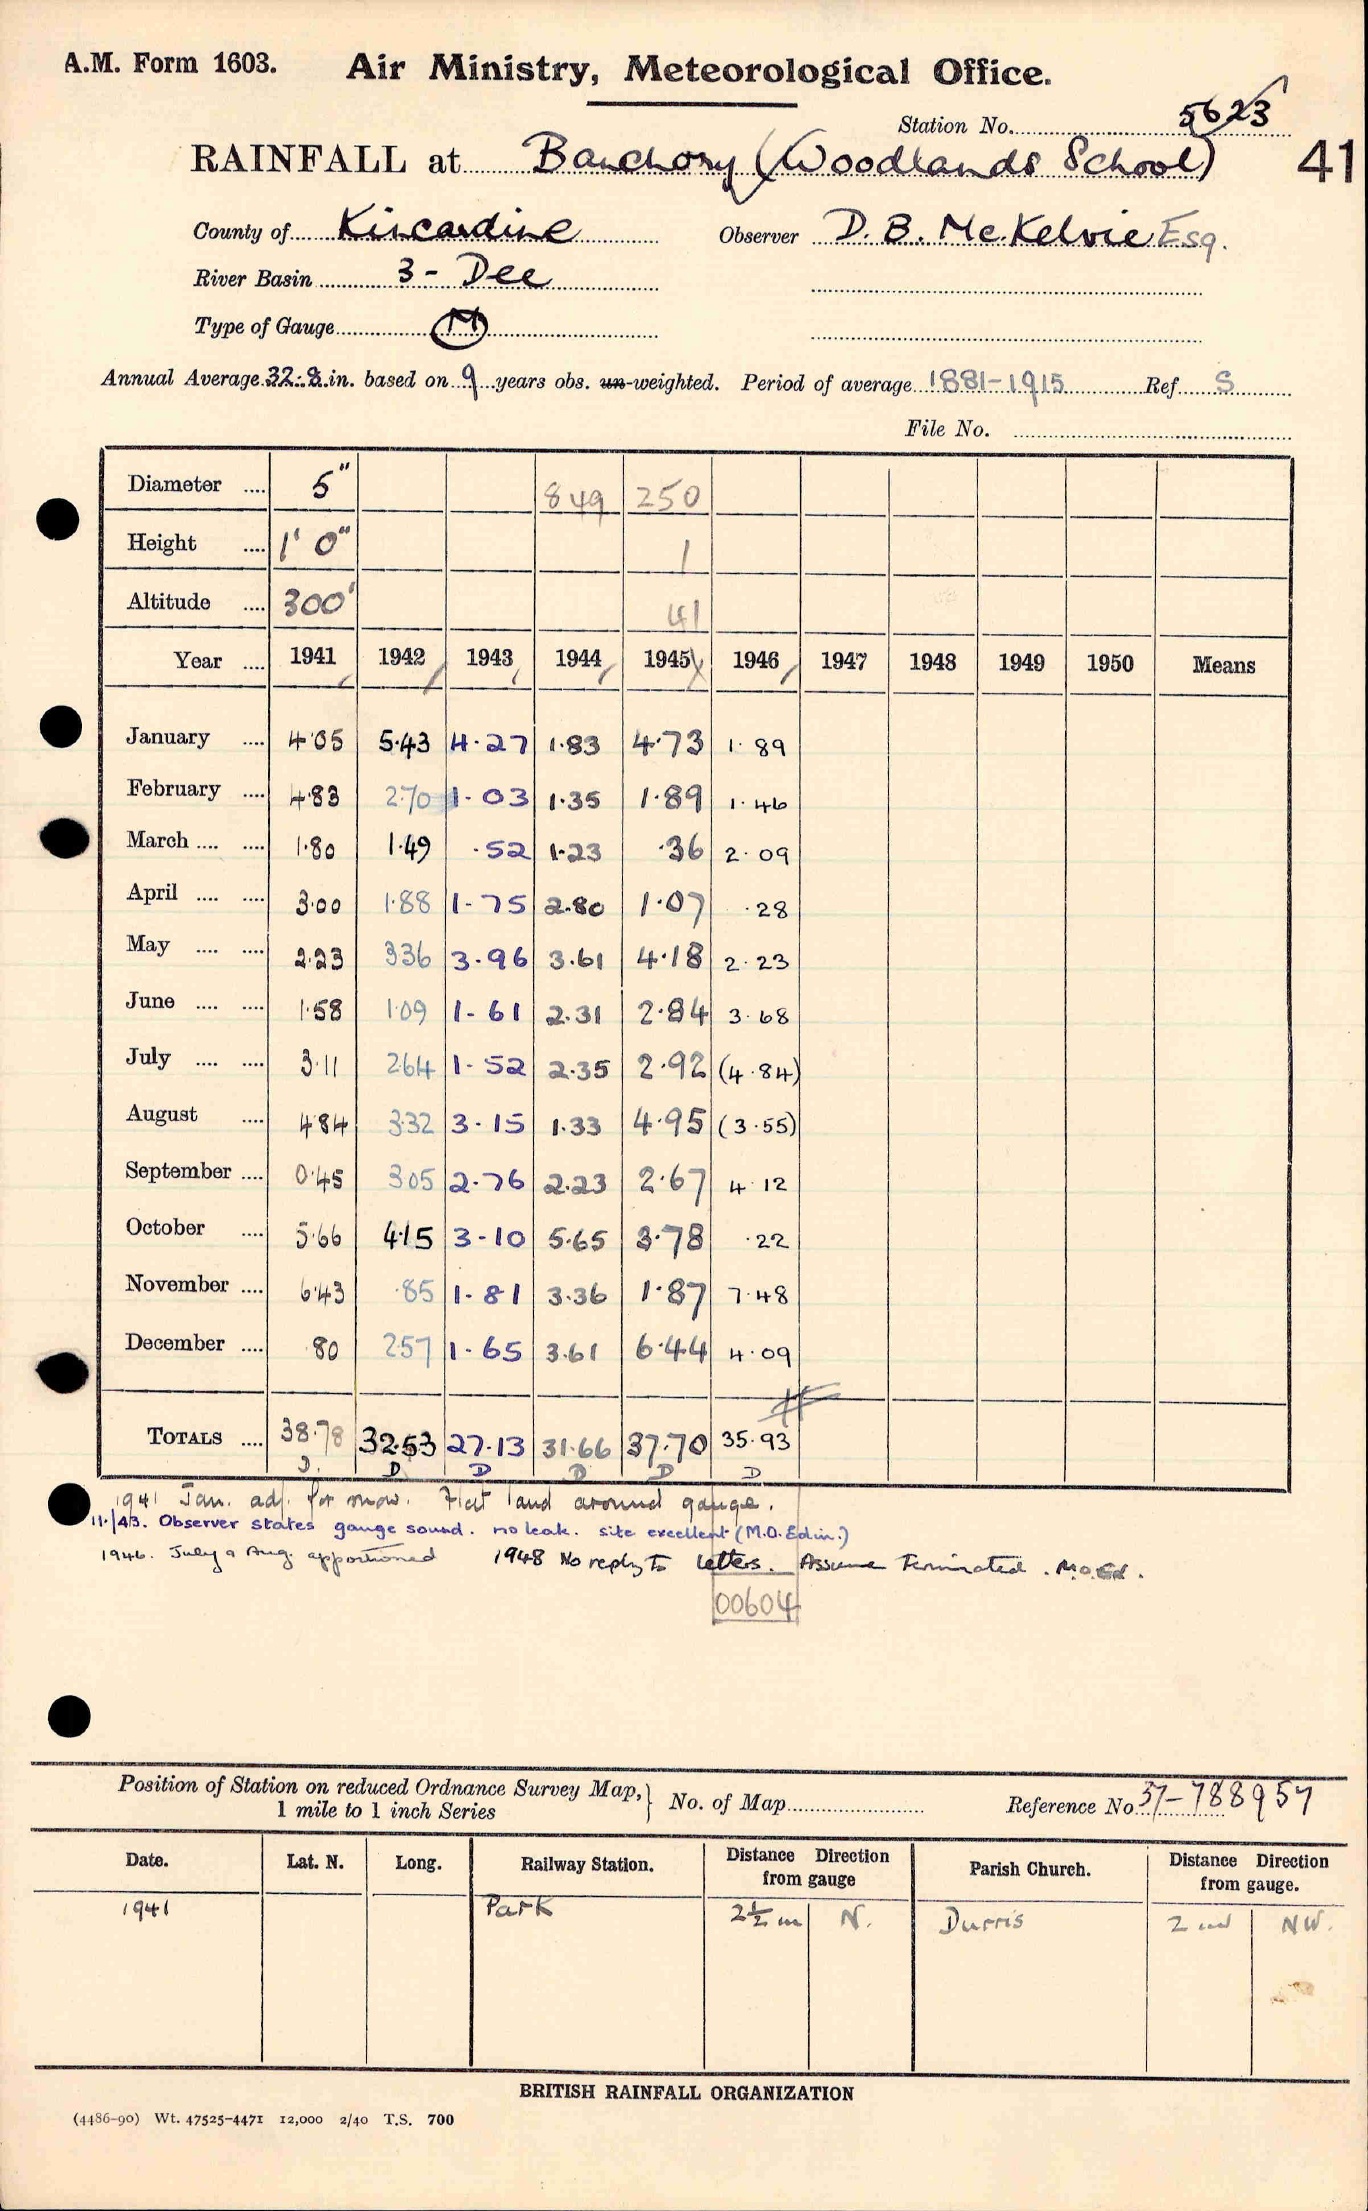 A.M. Form 1603. Air Ministry, Meteorological Office.
Station No. 5623
RAINFALL at Banchory (Woodlands School) 41
County of Kincardine Observer D. B. McKelvie Esq.
River Basin 3 - Dee
Type of Gauge M
Annual Average 32.8 in. based on 9 years obs. un-weighted. Period of average 1881-1915 Ref S
File No.
Diameter .... 5" 849 250
Height .... 1' 0" 1
Altitude .... 300' 41
Year .... 1941 1942 1943 1944 1945 1946 1947 1948 1949 1950 Means
January .... 4.05 5.43 4.27 1.83 4.73 1.89
February .... 4.83 2.70 1.03 1.35 1.89 1.46
March .... .... 1.80 1.49 .52 1.23 .36 2.09
April .... .... 3.00 1.88 1.75 2.80 1.07 .28
May .... .... 2.23 3.36 3.96 3.61 4.18 2.23
June .... .... 1.58 1.09 1.61 2.31 2.84 3.68
July .... .... 3.11 2.64 1.52 2.35 2.92 (4.84)
August .... 4.84 3.32 3.15 1.33 4.95 (3.55)
September .... 0.45 3.05 2.76 2.23 2.67 4.12
October .... 5.66 4.15 3.10 5.65 3.78 .22
November .... 6.43 .85 1.81 3.36 1.87 7.48
December .... .80 2.57 1.65 3.61 6.44 4.09
TOTALS .... 38.78 32.53 27.13 31.66 37.70 35.93
D. D D D D D
1941 Jan. adj. for snow. Flat land around gauge.
11/43. Observer states gauge sound. no leak. site excellent (M.O. Edin.)
1946. July & Aug. apportioned 1948 No reply to letters. Assume Terminated. M.O.Ed.
00604
Position of Station on reduced Ordnance Survey Map, } No. of Map Reference No. 37-788957
1 mile to 1 inch Series
Date. Lat. N. Long. Railway Station. Distance Direction from gauge Parish Church. Distance Direction from gauge.
1941 Park 2½ m N. Durris 2 m NW.
BRITISH RAINFALL ORGANIZATION
(4486-90) Wt. 47525-4471 12,000 2/40 T.S. 700